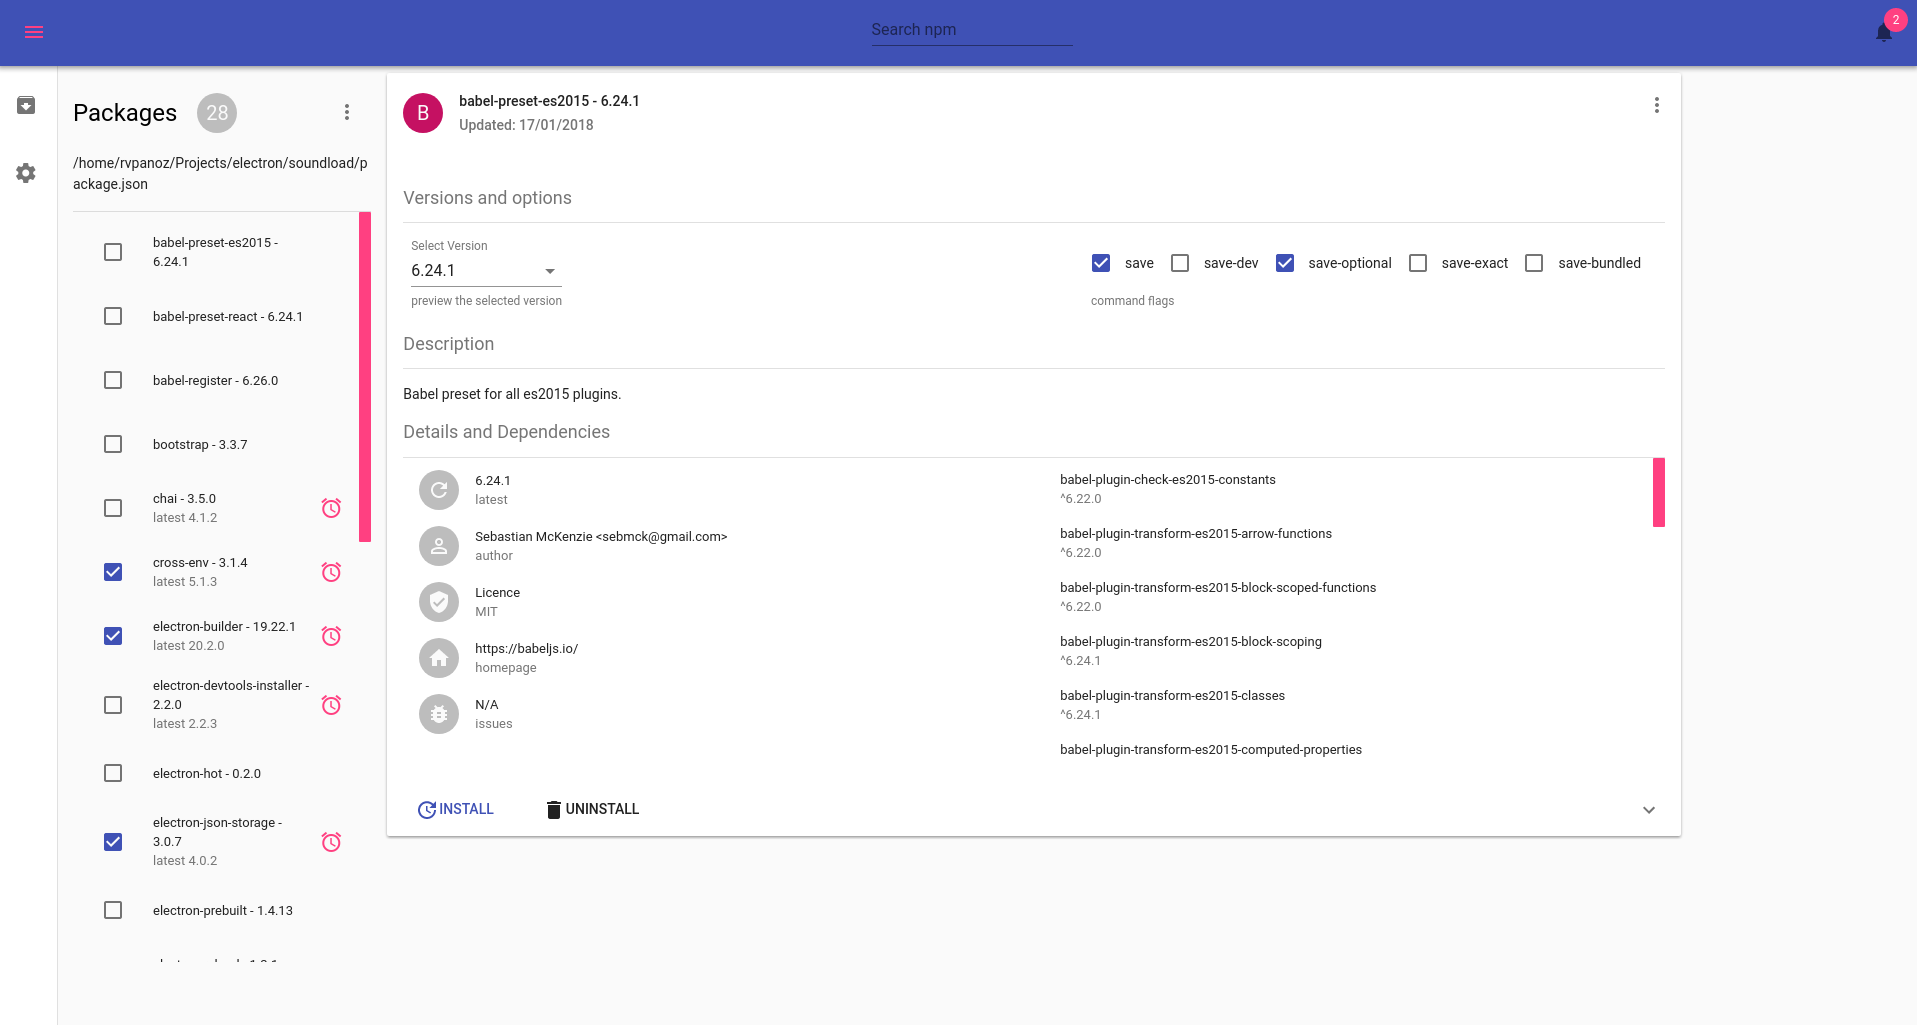 Search npm
2
Packages
28
/home/rvpanoz/Projects/electron/soundload/p
ackage.json
babel-preset-es2015 -
6.24.1
babel-preset-react - 6.24.1
babel-register - 6.26.0
bootstrap - 3.3.7
chai - 3.5.0
latest 4.1.2
cross-env - 3.1.4
latest 5.1.3
electron-builder - 19.22.1
latest 20.2.0
electron-devtools-installer -
2.2.0
latest 2.2.3
electron-hot - 0.2.0
electron-json-storage -
3.0.7
latest 4.0.2
electron-prebuilt - 1.4.13
B
babel-preset-es2015 - 6.24.1
Updated: 17/01/2018
Versions and options
Select Version
6.24.1
preview the selected version
save
save-dev
save-optional
save-exact
save-bundled
command flags
Description
Babel preset for all es2015 plugins.
Details and Dependencies
6.24.1
latest
Sebastian McKenzie <sebmck@gmail.com>
author
Licence
MIT
https://babeljs.io/
homepage
N/A
issues
babel-plugin-check-es2015-constants
^6.22.0
babel-plugin-transform-es2015-arrow-functions
^6.22.0
babel-plugin-transform-es2015-block-scoped-functions
^6.22.0
babel-plugin-transform-es2015-block-scoping
^6.24.1
babel-plugin-transform-es2015-classes
^6.24.1
babel-plugin-transform-es2015-computed-properties
INSTALL
UNINSTALL